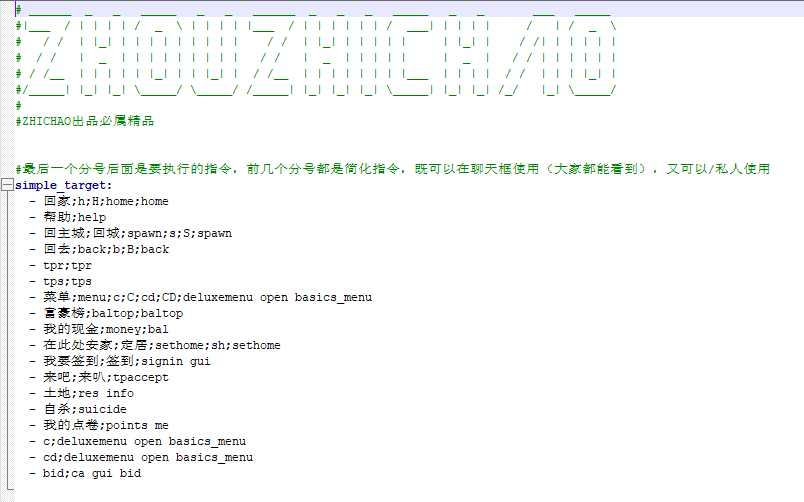 #ZHICHAO出品必属精品
#最后一个分号后面是要执行的指令, 前几个分号都是简化指令, 既可以在聊天框使用（大家都能看到）, 又可以/私人使用
simple_target:
- 回家;h;H;home;home
- 帮助;help
- 回主城;回城;spawn;s;S;spawn
- 回去;back;b;B;back
- tpr;tpr
- tps;tps
- 菜单;menu;c;C;cd;CD;deluxemenu open basics_menu
- 富豪榜;baltop;baltop
- 我的现金;money;bal
- 在此处安家;定居;sethome;sh;sethome
- 我要签到;签到;signin gui
- 来吧;来叭;tpaccept
- 土地;res info
- 自杀;suicide
- 我的点卷;points me
- c;deluxemenu open basics_menu
- cd;deluxemenu open basics_menu
- bid;ca gui bid